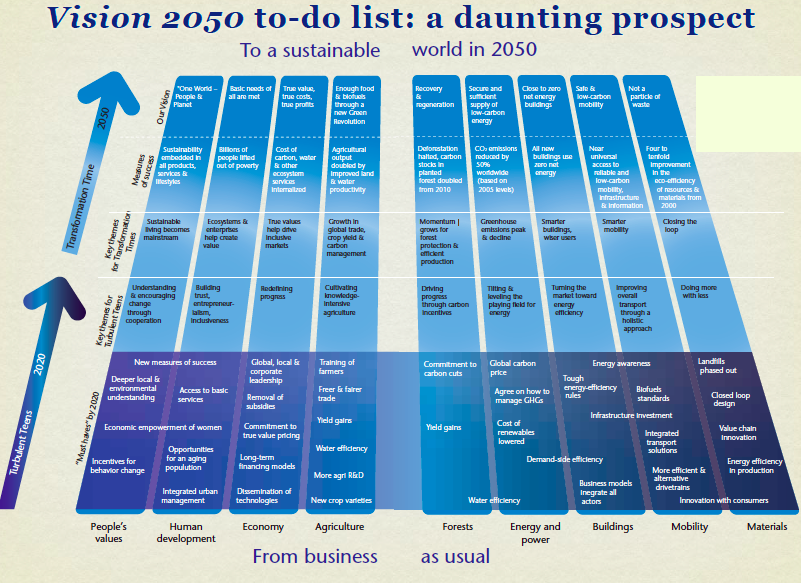 Vision 2050 to-do list: a daunting prospect
To a sustainable world in 2050
2050
Transformation Time
2020
Turbulent Teens
Our Vision
"One World –
People &
Planet
Basic needs of
all are met
True value,
true costs,
true profits
Enough food
& biofuels
through a
new Green
Revolution
Recovery
&
regeneration
Secure and
sufficient
supply of
low-carbon
energy
Close to zero
net energy
buildings
Safe &
low-carbon
mobility
Not a
particle of
waste
Measures
of success
Sustainability
embedded in
all products,
services &
lifestyles
Billions of
people lifted
out of poverty
Cost of
carbon, water
& other
ecosystem
services
internalized
Agricultural
output
doubled by
improved land
& water
productivity
Deforestation
halted, carbon
stocks in
planted
forest doubled
from 2010
CO₂ emissions
reduced by
50%
worldwide
(based on
2005 levels)
All new
buildings use
zero net
energy
Near
universal
access to
reliable and
low-carbon
mobility,
infrastructure
& information
Four to
tenfold
improvement
in the
eco-efficiency
of resources &
materials from
2000
Key themes
for Transformation
Times
Sustainable
living becomes
mainstream
Ecosystems &
enterprises
help create
value
True values
help drive
inclusive
markets
Growth in
global trade,
crop yield &
carbon
management
Momentum |
grows for
forest
protection &
efficient
production
Greenhouse
emissions peak
& decline
Smarter
buildings,
wiser users
Smarter
mobility
Closing the
loop
Key themes for
Turbulent Teens
Understanding
& encouraging
change
through
cooperation
Building
trust,
entrepreneur-
ialism,
inclusiveness
Redefining
progress
Cultivating
knowledge-
intensive
agriculture
Driving
progress
through carbon
incentives
Tilting &
leveling the
playing field for
energy
Turning the
market toward
energy
efficiency
Improving
overall
transport
through a
holistic
approach
Doing more
with less
"Must haves" by 2020
New measures of success
Deeper local &
environmental
understanding
Access to basic
services
Economic empowerment of women
Incentives for
behavior change
Opportunities
for an aging
population
Integrated urban
management
Global, local &
corporate
leadership
Removal of
subsidies
Commitment to
true value pricing
Long-term
financing models
Dissemination of
technologies
Training of
farmers
Freer & fairer
trade
Yield gains
Water efficiency
More agri R&D
New crop varieties
Commitment to
carbon cuts
Yield gains
Water efficiency
Global carbon
price
Agree on how to
manage GHGs
Cost of
renewables
lowered
Demand-side efficiency
Energy awareness
Tough
energy-efficiency
rules
Infrastructure investment
Business models
inegrate all
actors
Biofuels
standards
Integrated
transport
solutions
More efficient &
alternative
drivetrains
Innovation with consumers
Landfills
phased out
Closed loop
design
Value chain
innovation
Energy efficiency
in production
People's
values
Human
development
Economy
Agriculture
Forests
Energy and
power
Buildings
Mobility
Materials
From business as usual